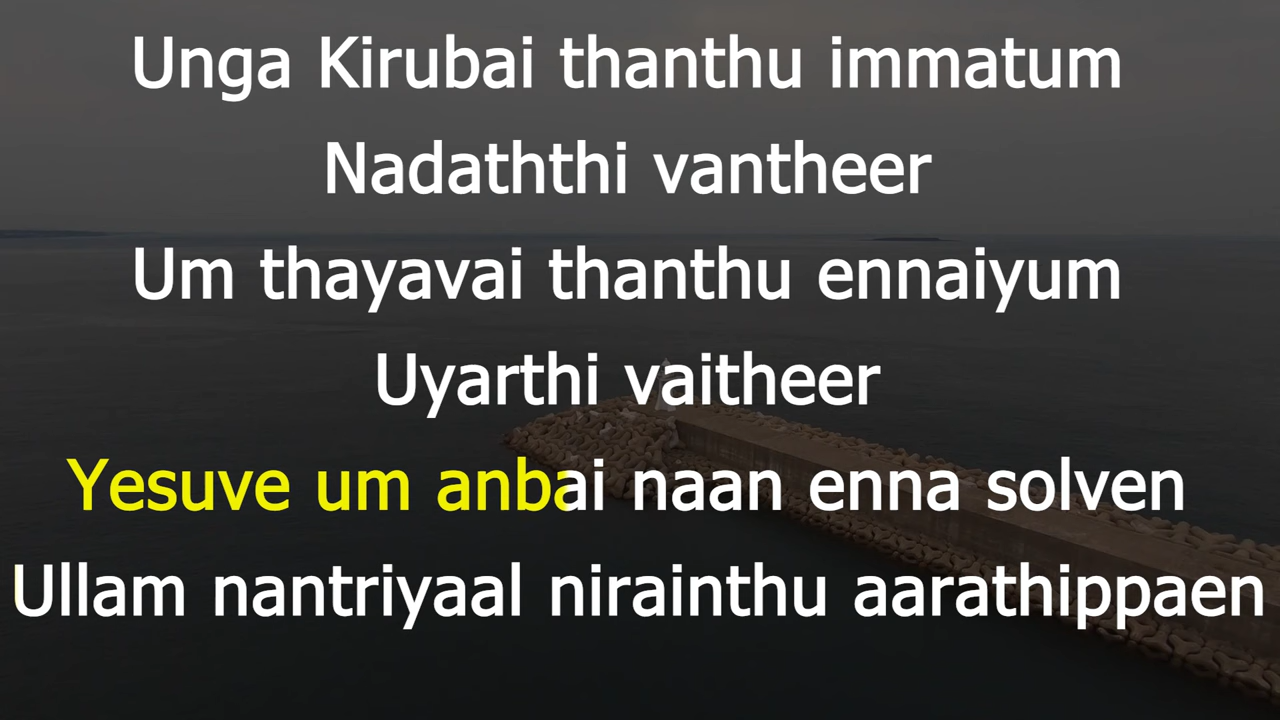 Unga Kirubai thanthu immatum
Nadaththi vantheer
Um thayavai thanthu ennaiyum
Uyarthi vaitheer
Yesuve um anbai naan enna solven
Ullam nantriyaal nirainthu aarathippaen